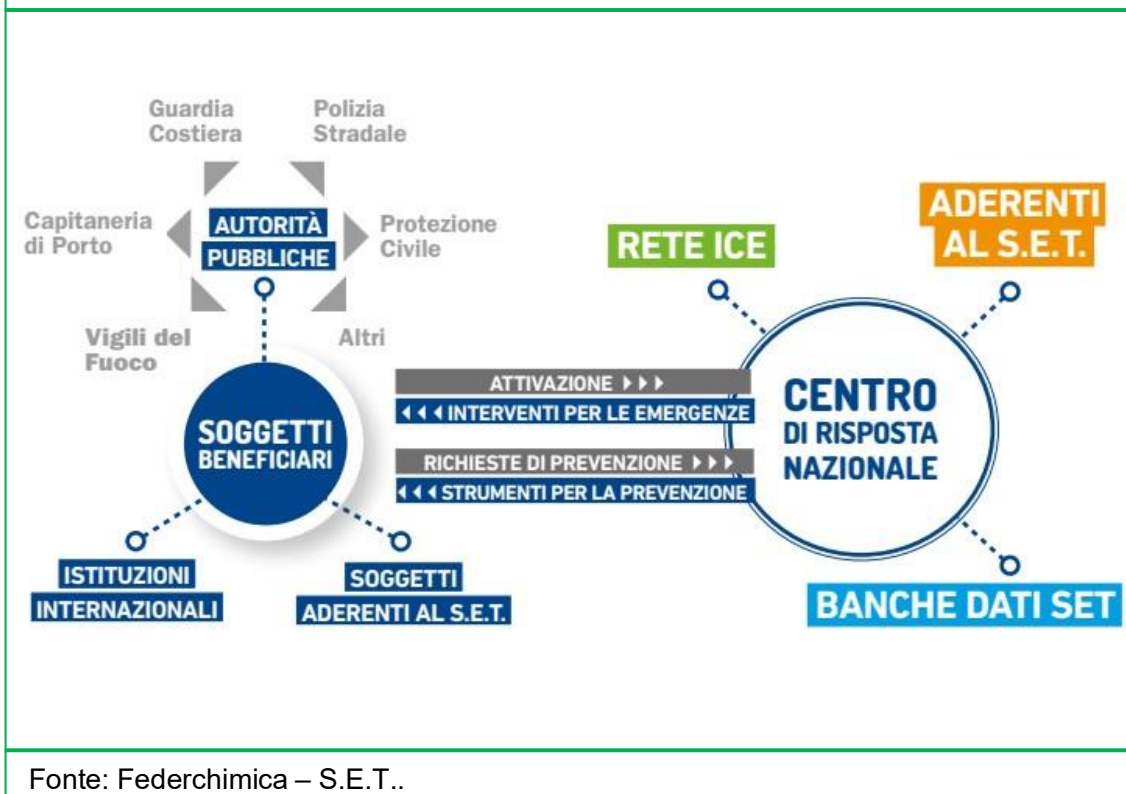 Guardia
Costiera
Polizia
Stradale
Capitaneria
di Porto
AUTORITÀ
PUBBLICHE
Protezione
Civile
Vigili del
Fuoco
Altri
SOGGETTI
BENEFICIARI
ISTITUZIONI
INTERNAZIONALI
SOGGETTI
ADERENTI AL S.E.T.
ATTIVAZIONE
INTERVENTI PER LE EMERGENZE
RICHIESTE DI PREVENZIONE
STRUMENTI PER LA PREVENZIONE
RETE ICE
ADERENTI
AL S.E.T.
CENTRO
DI RISPOSTA
NAZIONALE
BANCHE DATI SET
Fonte: Federchimica – S.E.T..